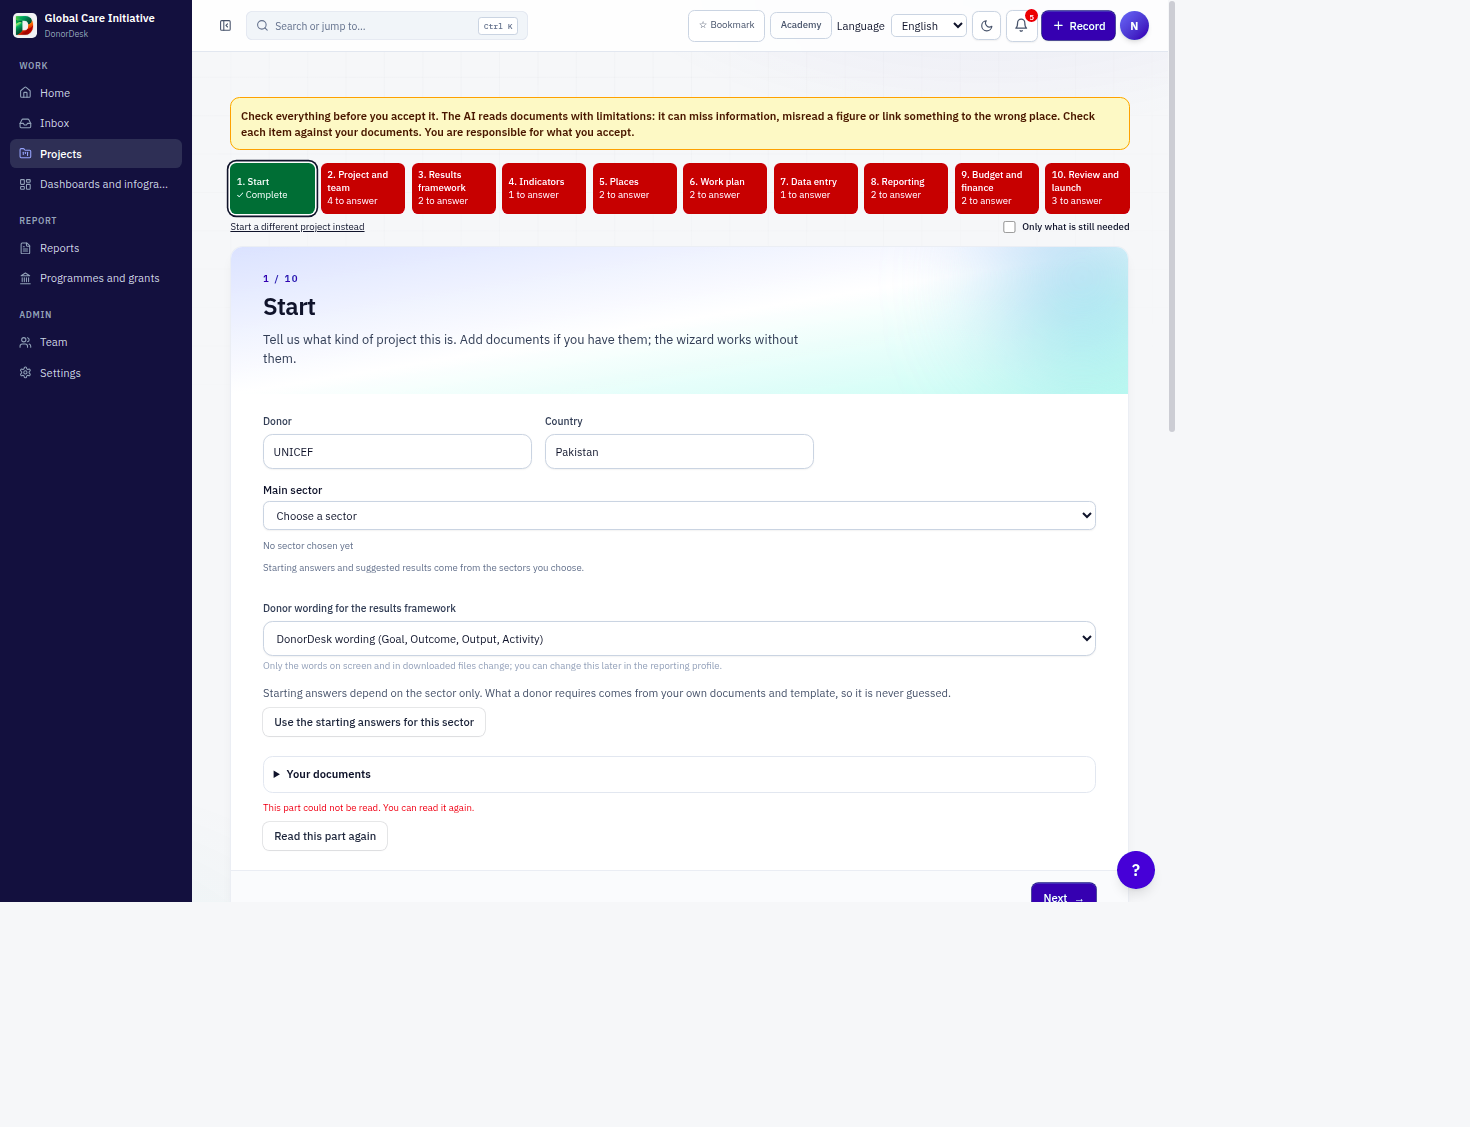 Global Care Initiative
DonorDesk
WORK
Home
Inbox
Projects
Dashboards and infogra...
REPORT
Reports
Programmes and grants
ADMIN
Team
Settings
Search or jump to...
Ctrl K
☆ Bookmark
Academy
Language
English
5
+ Record
N
Check everything before you accept it. The AI reads documents with limitations: it can miss information, misread a figure or link something to the wrong place. Check
each item against your documents. You are responsible for what you accept.
1. Start
✓ Complete
2. Project and
team
4 to answer
3. Results
framework
2 to answer
4. Indicators
1 to answer
5. Places
2 to answer
6. Work plan
2 to answer
7. Data entry
1 to answer
8. Reporting
2 to answer
9. Budget and
finance
2 to answer
10. Review and
launch
3 to answer
Start a different project instead
Only what is still needed
1 / 10
Start
Tell us what kind of project this is. Add documents if you have them; the wizard works without
them.
Donor
Country
UNICEF
Pakistan
Main sector
Choose a sector
No sector chosen yet
Starting answers and suggested results come from the sectors you choose.
Donor wording for the results framework
DonorDesk wording (Goal, Outcome, Output, Activity)
Only the words on screen and in downloaded files change; you can change this later in the reporting profile.
Starting answers depend on the sector only. What a donor requires comes from your own documents and template, so it is never guessed.
Use the starting answers for this sector
▶ Your documents
This part could not be read. You can read it again.
Read this part again
?
Next →